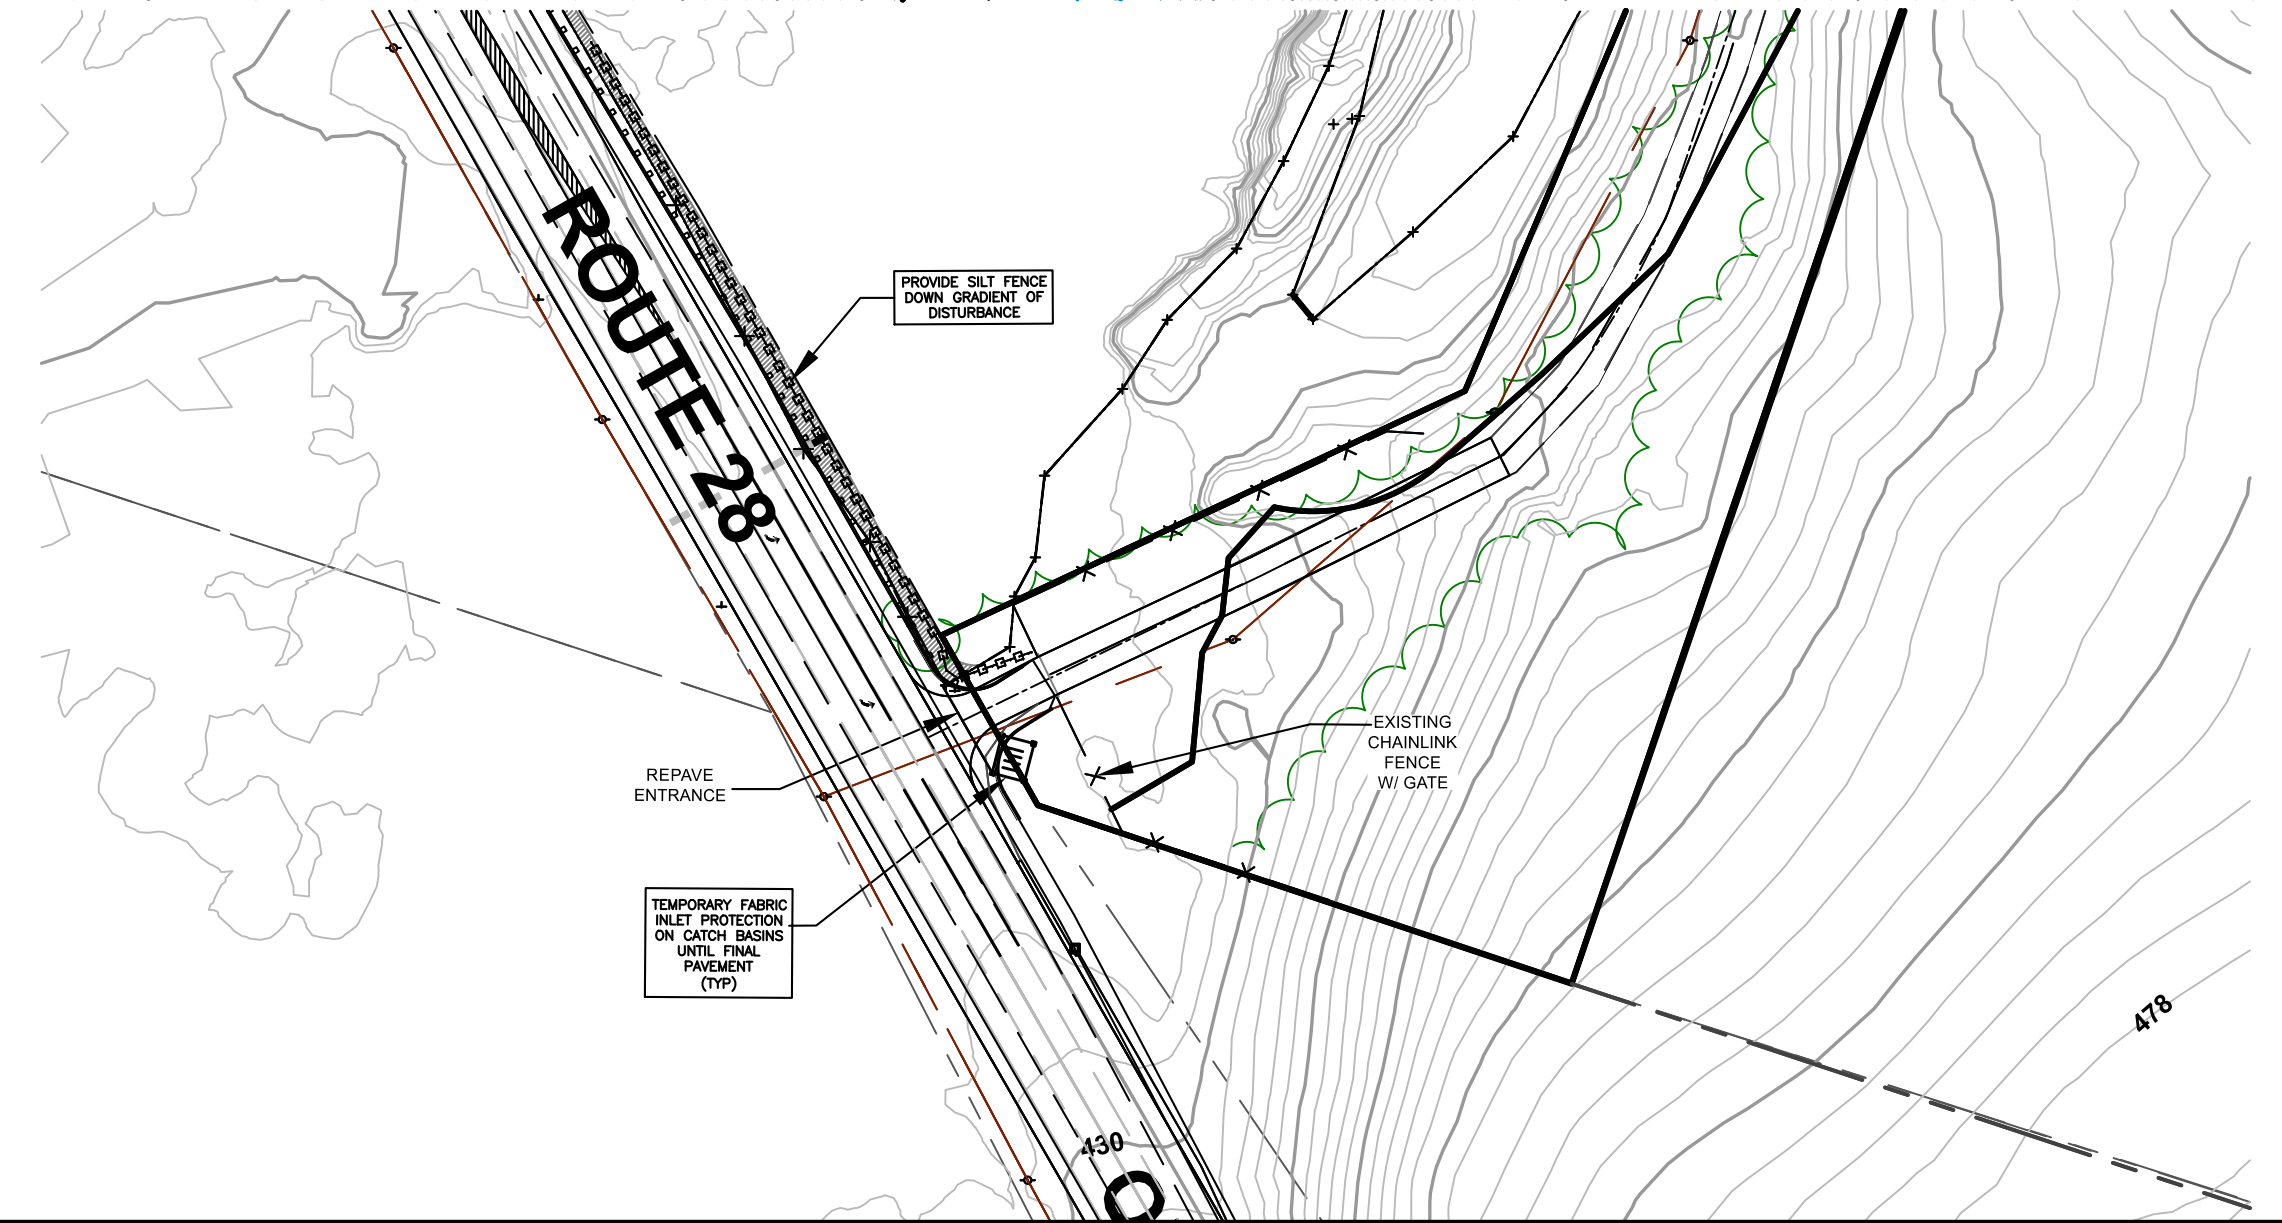 ROUTE 28
PROVIDE SILT FENCE
DOWN GRADIENT OF
DISTURBANCE
EXISTING
CHAINLINK
FENCE
W/ GATE
REPAVE
ENTRANCE
TEMPORARY FABRIC
INLET PROTECTION
ON CATCH BASINS
UNTIL FINAL
PAVEMENT
(TYP)
478
430